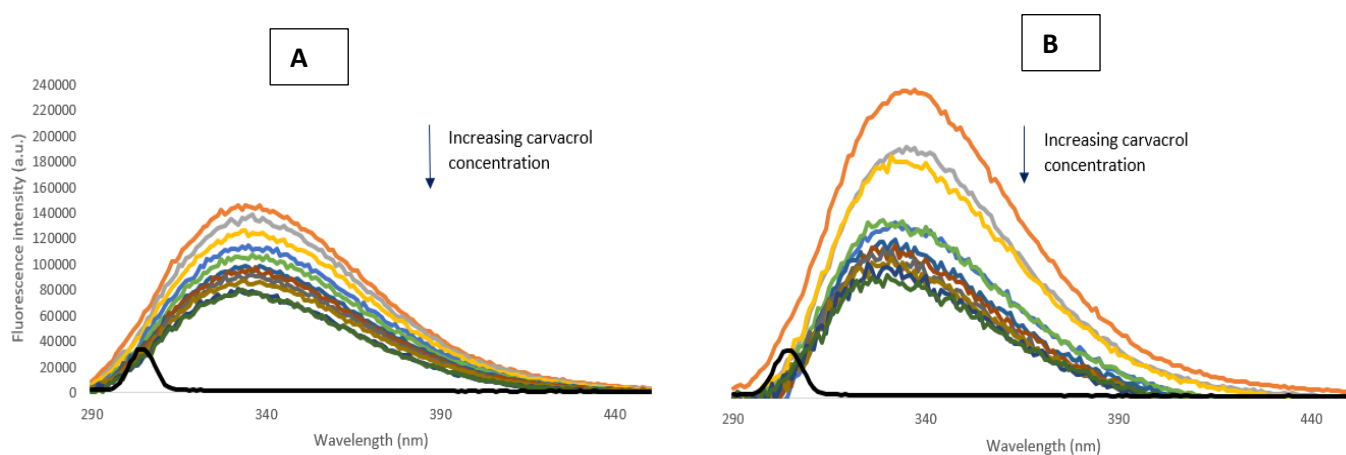 A
B
240000
220000
200000
180000
160000
140000
120000
100000
80000
60000
40000
20000
0
Fluorescence intensity (a.u.)
Increasing carvacrol
concentration
290
340
390
440
Wavelength (nm)
Increasing carvacrol
concentration
290
340
390
440
Wavelength (nm)